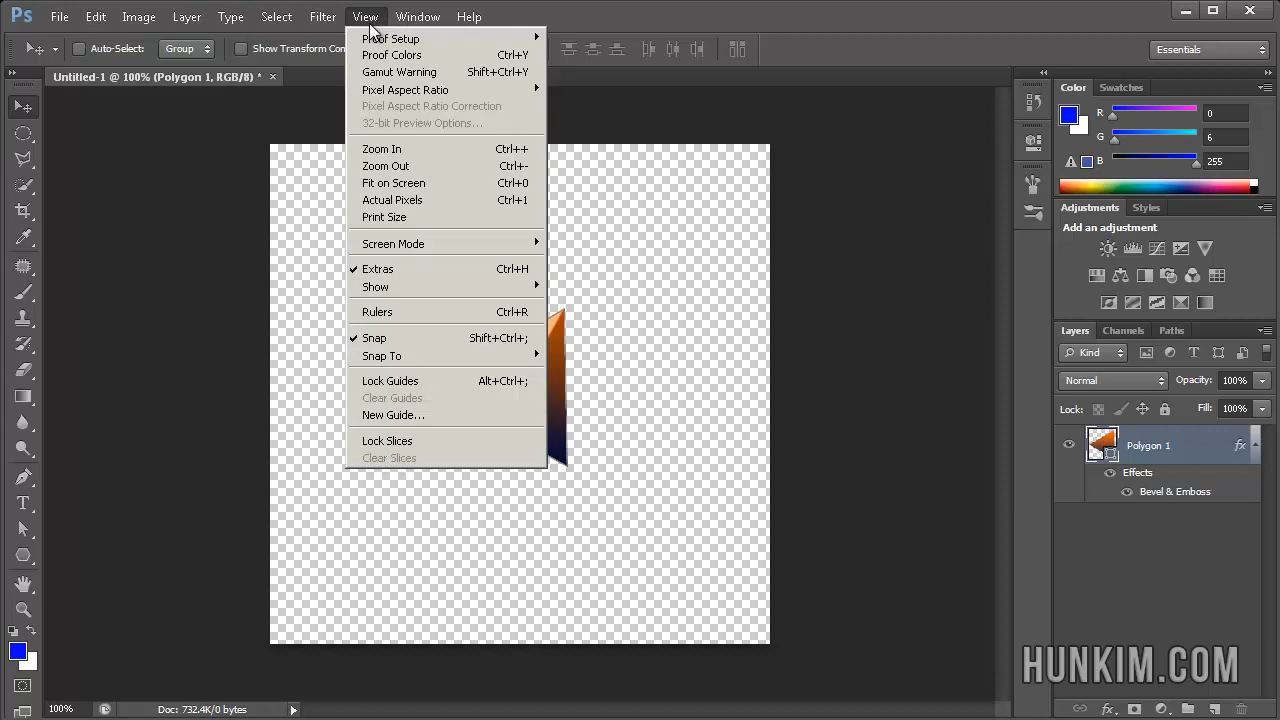 Ps File Edit Image Layer Type Select Filter View Window Help
Auto-Select: Group Show Transform Con Essentials
Untitled-1 @ 100% (Polygon 1, RGB/8) * ×
Proof Setup
Proof Colors Ctrl+Y
Gamut Warning Shift+Ctrl+Y
Pixel Aspect Ratio
Pixel Aspect Ratio Correction
32-bit Preview Options...
Zoom In Ctrl++
Zoom Out Ctrl+-
Fit on Screen Ctrl+0
Actual Pixels Ctrl+1
Print Size
Screen Mode
Extras Ctrl+H
Show
Rulers Ctrl+R
Snap Shift+Ctrl+;
Snap To
Lock Guides Alt+Ctrl+;
Clear Guides
New Guide...
Lock Slices
Clear Slices
Color Swatches
R 0
G 6
B 255
Adjustments Styles
Add an adjustment
Layers Channels Paths
Kind
Normal Opacity: 100%
Lock: Fill: 100%
Polygon 1 fx
Effects
Bevel & Emboss
HUNKIM.COM
100% Doc: 732.4K/0 bytes
fx